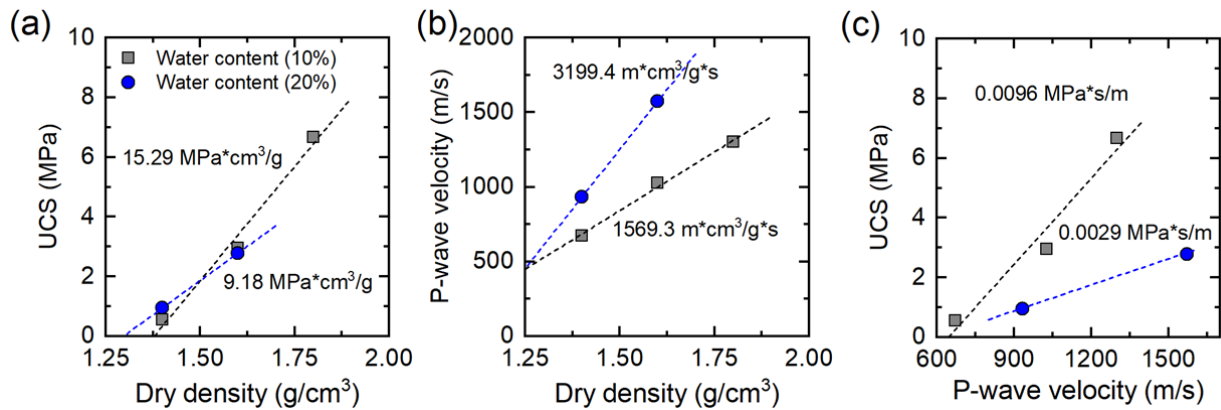 (a)
10
8
6
4
2
0
UCS (MPa)
Water content (10%)
Water content (20%)
15.29 MPa*cm³/g
9.18 MPa*cm³/g
1.25
1.50
1.75
2.00
Dry density (g/cm³)
(b)
2000
1500
1000
500
0
P-wave velocity (m/s)
3199.4 m*cm³/g*s
1569.3 m*cm³/g*s
1.25
1.50
1.75
2.00
Dry density (g/cm³)
(c)
10
8
6
4
2
0
UCS (MPa)
0.0096 MPa*s/m
0.0029 MPa*s/m
600
900
1200
1500
P-wave velocity (m/s)